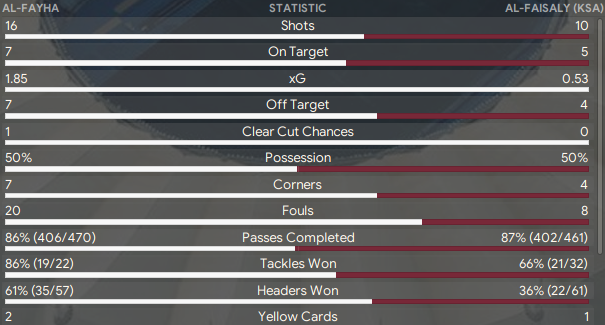 AL-FAYHA STATISTIC AL-FAISALY (KSA)
16 Shots 10
7 On Target 5
1.85 xG 0.53
7 Off Target 4
1 Clear Cut Chances 0
50% Possession 50%
7 Corners 4
20 Fouls 8
86% (406/470) Passes Completed 87% (402/461)
86% (19/22) Tackles Won 66% (21/32)
61% (35/57) Headers Won 36% (22/61)
2 Yellow Cards 1